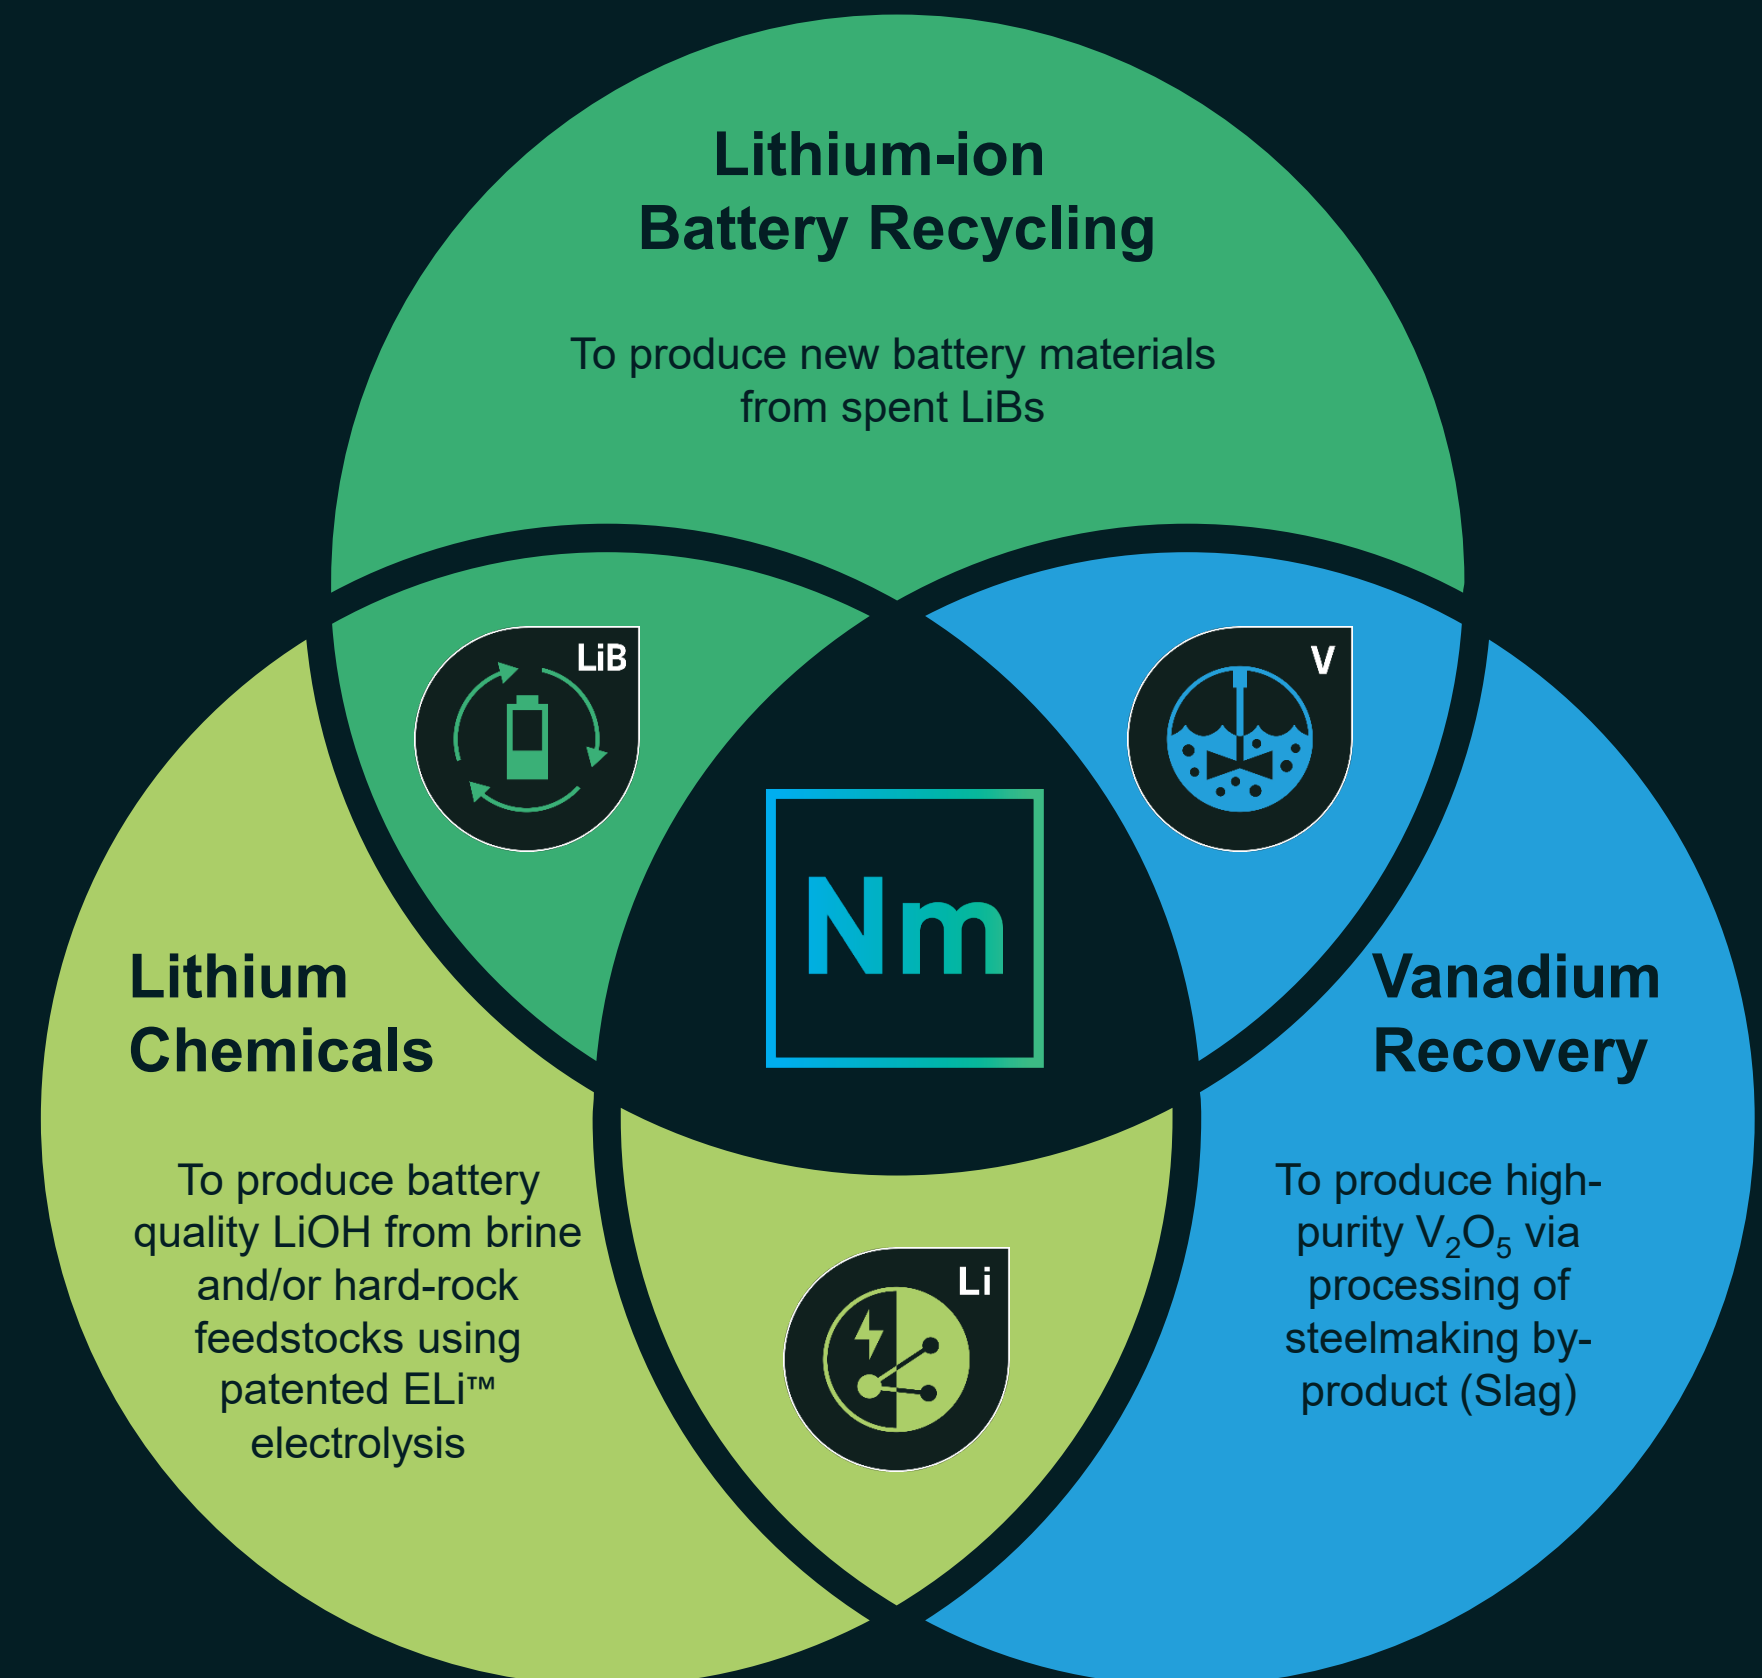 Lithium-ion
Battery Recycling
To produce new battery materials
from spent LiBs
LiB
V
Nm
Lithium
Chemicals
To produce battery
quality LiOH from brine
and/or hard-rock
feedstocks using
patented ELi™
electrolysis
Vanadium
Recovery
To produce high-
purity V₂O₅ via
processing of
steelmaking by-
product (Slag)
Li